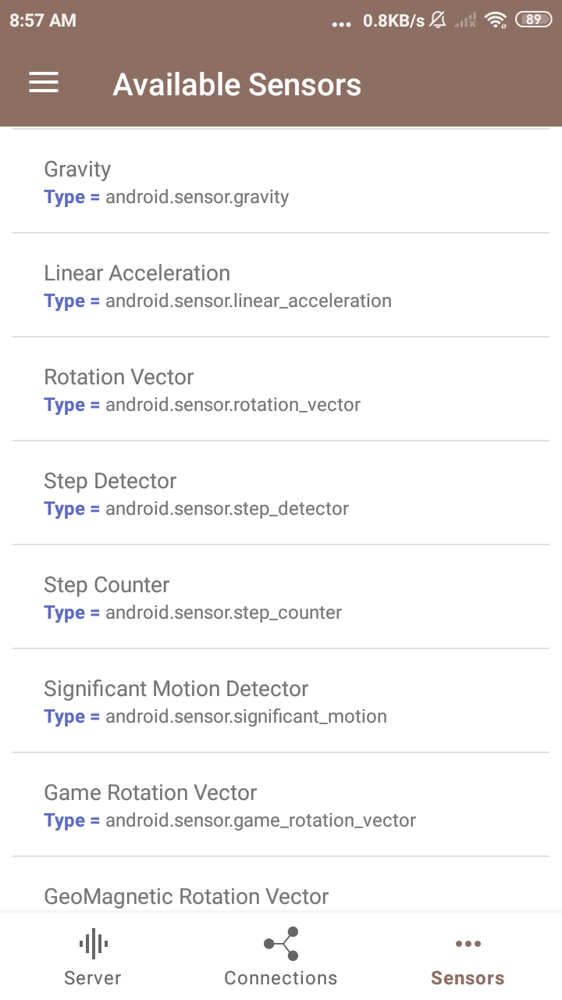 8:57 AM ... 0.8KB/s 89
Available Sensors
Gravity
Type = android.sensor.gravity
Linear Acceleration
Type = android.sensor.linear_acceleration
Rotation Vector
Type = android.sensor.rotation_vector
Step Detector
Type = android.sensor.step_detector
Step Counter
Type = android.sensor.step_counter
Significant Motion Detector
Type = android.sensor.significant_motion
Game Rotation Vector
Type = android.sensor.game_rotation_vector
GeoMagnetic Rotation Vector
Server Connections Sensors